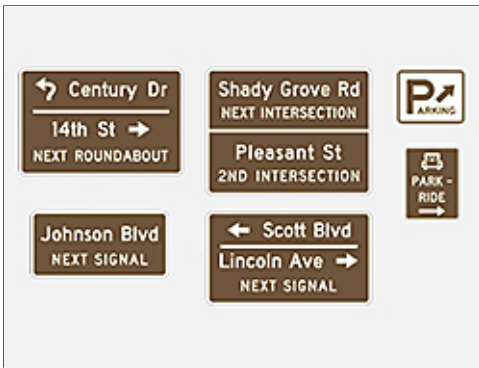 Century Dr
14th St
NEXT ROUNDABOUT
Shady Grove Rd
NEXT INTERSECTION
Pleasant St
2ND INTERSECTION
P
ARKING
PARK -
RIDE
Johnson Blvd
NEXT SIGNAL
Scott Blvd
Lincoln Ave
NEXT SIGNAL